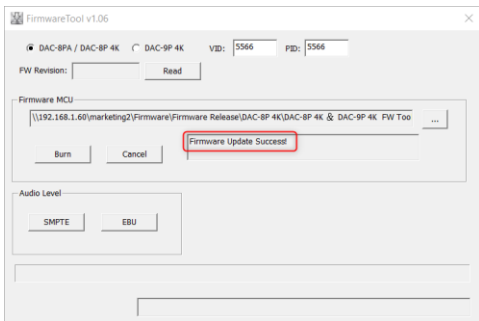 FirmwareTool v1.06
DAC-8PA / DAC-8P 4K DAC-9P 4K VID: 5566 PID: 5566
FW Revision: Read
Firmware MCU
\\192.168.1.60\marketing2\Firmware\Firmware Release\DAC-8P 4K\DAC-8P 4K & DAC-9P 4K FW Too ...
Firmware Update Success!
Burn Cancel
Audio Level
SMPTE EBU